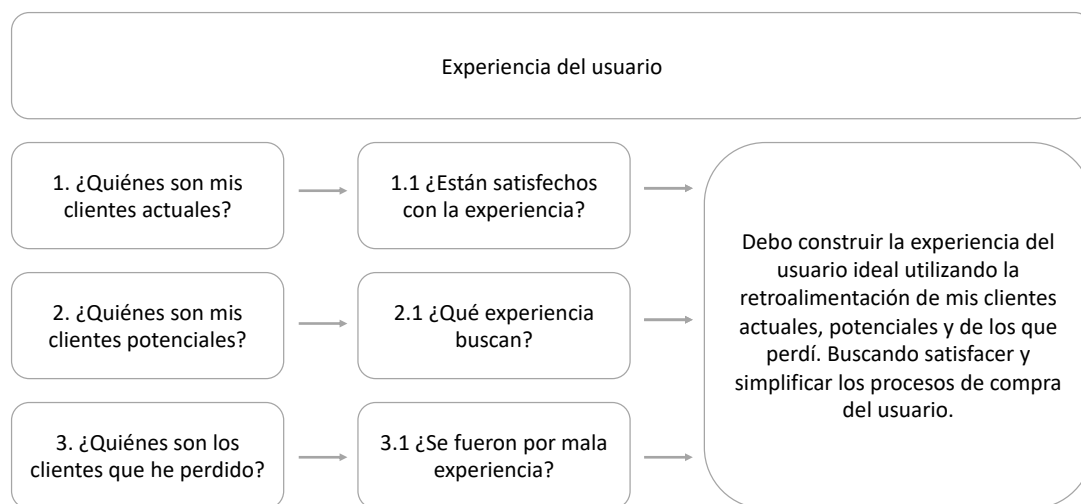 Experiencia del usuario
1. ¿Quiénes son mis
clientes actuales?
1.1 ¿Están satisfechos
con la experiencia?
2. ¿Quiénes son mis
clientes potenciales?
2.1 ¿Qué experiencia
buscan?
3. ¿Quiénes son los
clientes que he perdido?
3.1 ¿Se fueron por mala
experiencia?
Debo construir la experiencia del
usuario ideal utilizando la
retroalimentación de mis clientes
actuales, potenciales y de los que
perdí. Buscando satisfacer y
simplificar los procesos de compra
del usuario.